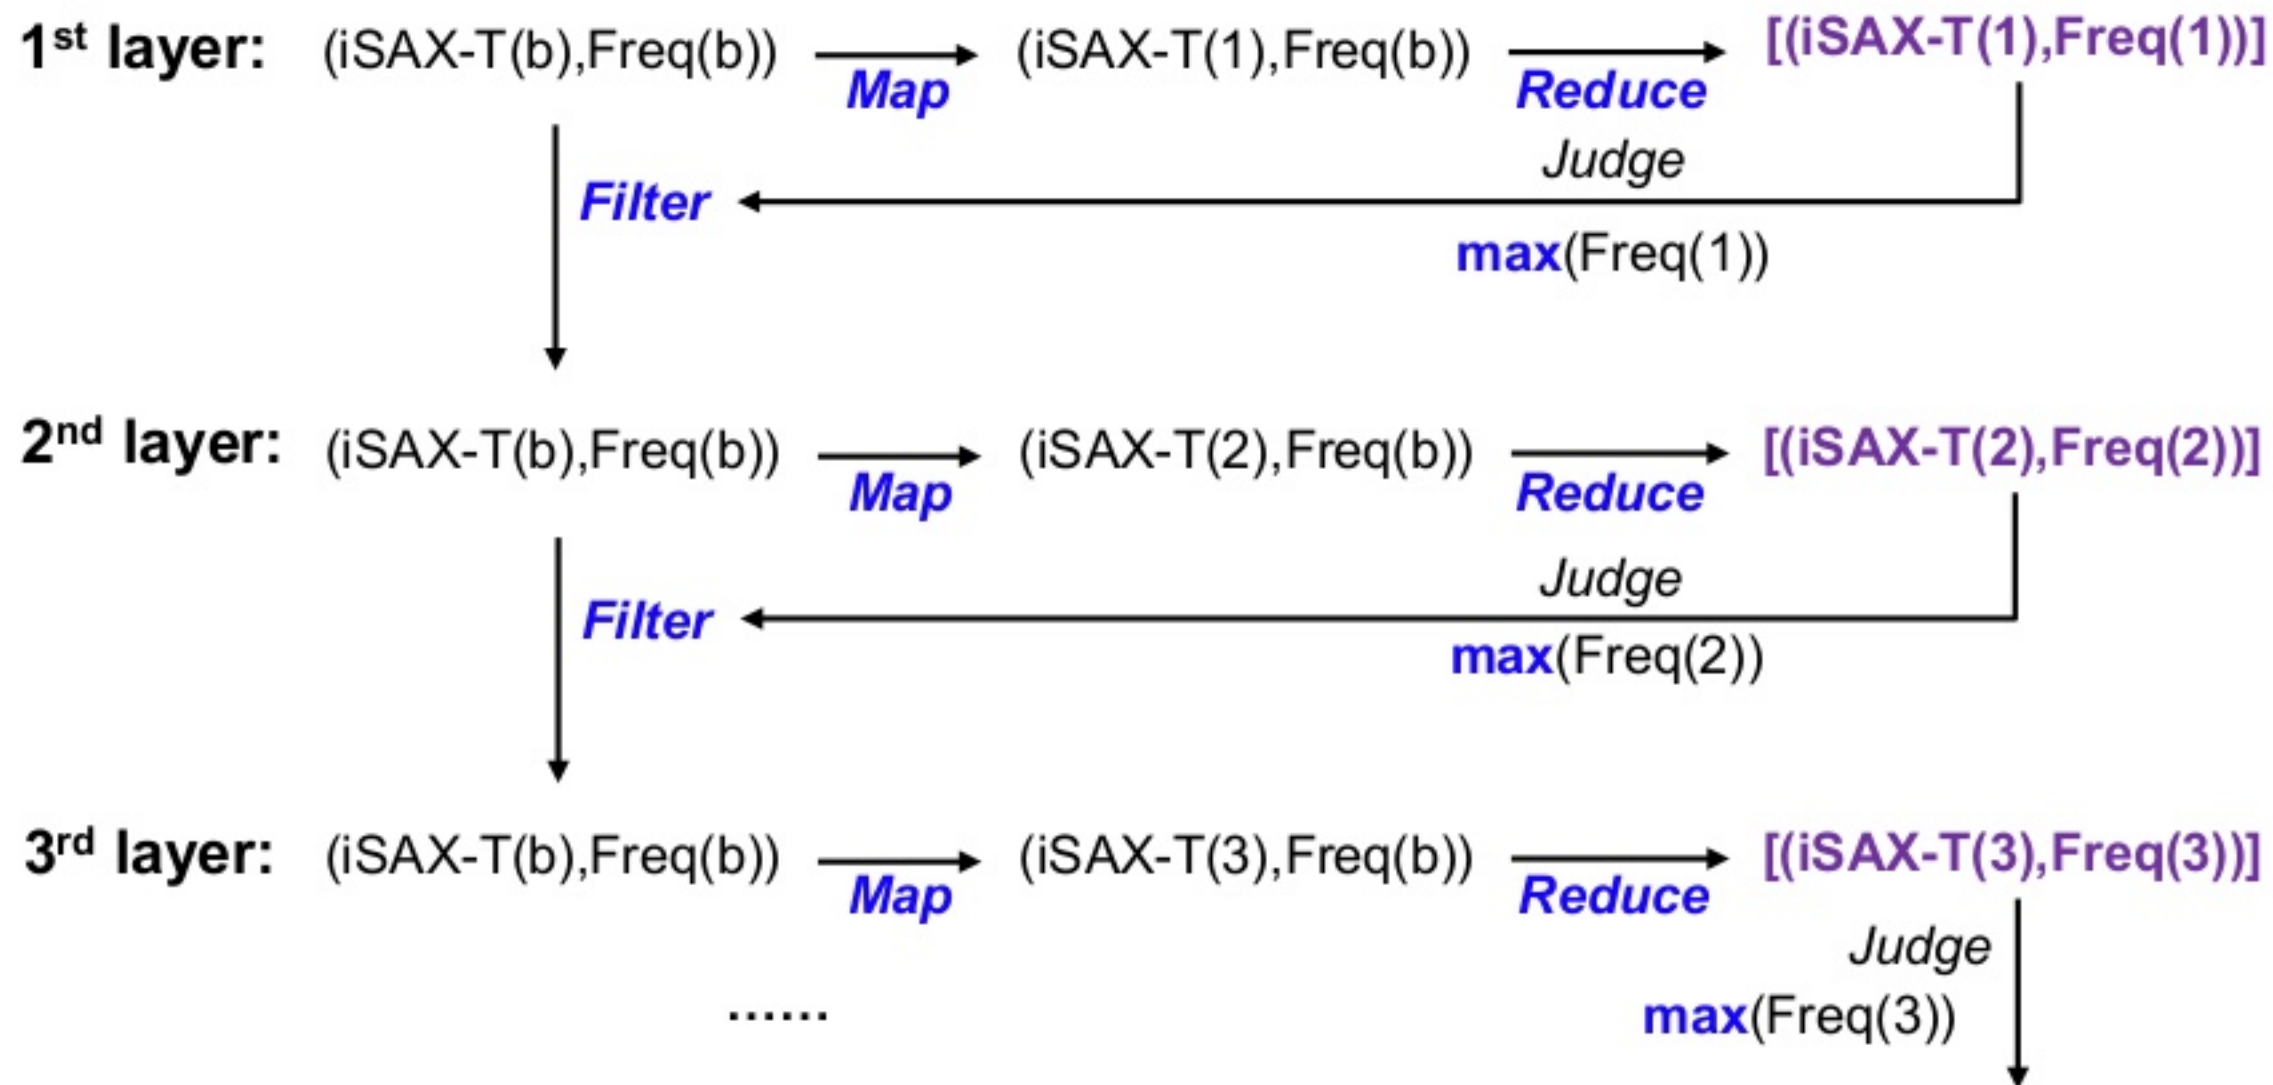 1st layer: (iSAX-T(b),Freq(b)) Map (iSAX-T(1),Freq(b)) Reduce [(iSAX-T(1),Freq(1))]
Judge
Filter
max(Freq(1))
2nd layer: (iSAX-T(b),Freq(b)) Map (iSAX-T(2),Freq(b)) Reduce [(iSAX-T(2),Freq(2))]
Judge
Filter
max(Freq(2))
3rd layer: (iSAX-T(b),Freq(b)) Map (iSAX-T(3),Freq(b)) Reduce [(iSAX-T(3),Freq(3))]
Judge
...... max(Freq(3))